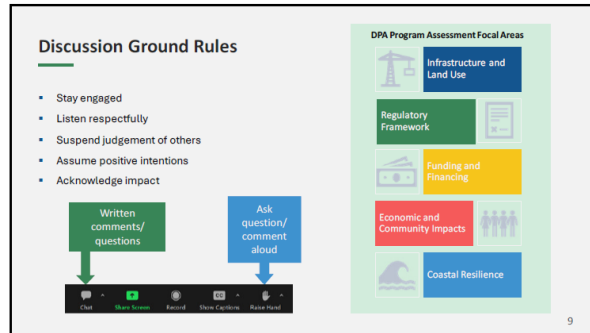 Discussion Ground Rules
▪ Stay engaged
▪ Listen respectfully
▪ Suspend judgement of others
▪ Assume positive intentions
▪ Acknowledge impact
Written
comments/
questions
Ask
question/
comment
aloud
Chat
Share Screen
Record
CC
Show Captions
Raise Hand
DPA Program Assessment Focal Areas
Infrastructure and
Land Use
Regulatory
Framework
Funding and
Financing
Economic and
Community Impacts
Coastal Resilience
9